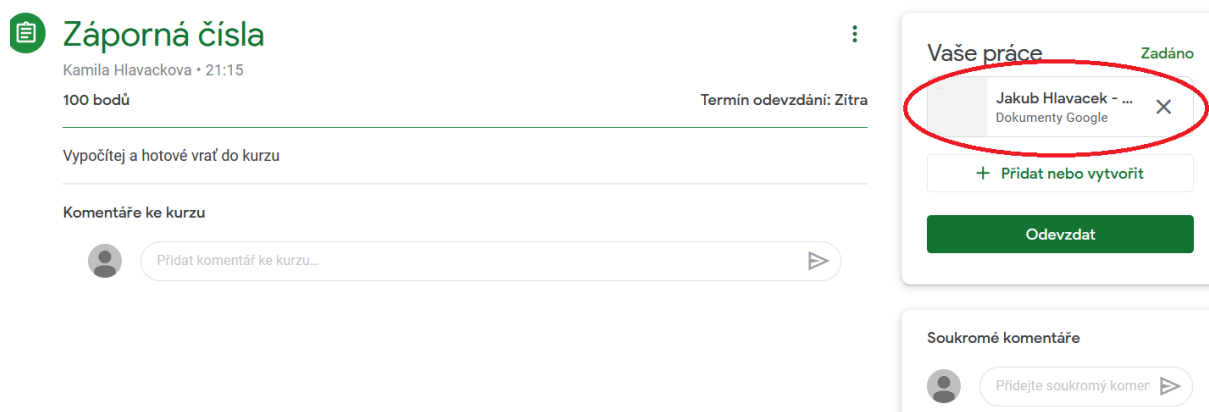 Záporná čísla
Kamila Hlavackova • 21:15
100 bodů
Termín odevzdání: Zítra
Vypočítej a hotové vrať do kurzu
Komentáře ke kurzu
Přidat komentář ke kurzu...
Vaše práce
Zadáno
Jakub Hlavacek - ...
Dokumenty Google
+ Přidat nebo vytvořit
Odevzdat
Soukromé komentáře
Přidejte soukromý komen